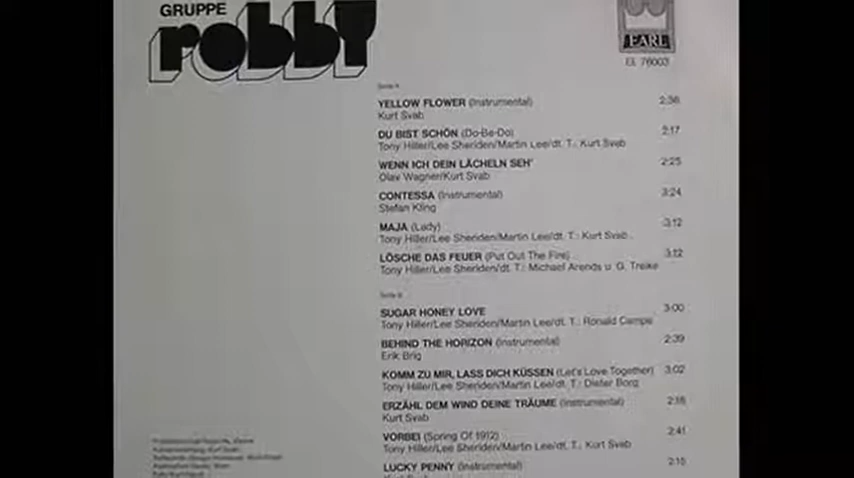 GRUPPE
robby
EARL
EL 76003
Seite A
YELLOW FLOWER (Instrumental) 2:36
Kurt Svab
DU BIST SCHÖN (Do-Be-Do) 2:17
Tony Hiller/Lee Sheriden/Martin Lee/dt. T.: Kurt Svab
WENN ICH DEIN LÄCHELN SEH' 2:25
Olav Wagner/Kurt Svab
CONTESSA (Instrumental) 3:24
Stefan Kling
MAJA (Lady) 3:12
Tony Hiller/Lee Sheriden/Martin Lee/dt. T.: Kurt Svab
LÖSCHE DAS FEUER (Put Out The Fire) 3:12
Tony Hiller/Lee Sheriden/dt. T.: Michael Arends u. G. Treike
Seite B
SUGAR HONEY LOVE 3:00
Tony Hiller/Lee Sheriden/Martin Lee/dt. T.: Ronald Campe
BEHIND THE HORIZON (Instrumental) 2:39
Erik Brig
KOMM ZU MIR, LASS DICH KÜSSEN (Let's Love Together) 3:02
Tony Hiller/Lee Sheriden/Martin Lee/dt. T.: Dieter Borg
ERZÄHL DEM WIND DEINE TRÄUME (Instrumental) 2:18
Kurt Svab
VORBEI (Spring Of 1912) 2:41
Tony Hiller/Lee Sheriden/Martin Lee/dt. T.: Kurt Svab
LUCKY PENNY (Instrumental) 2:15